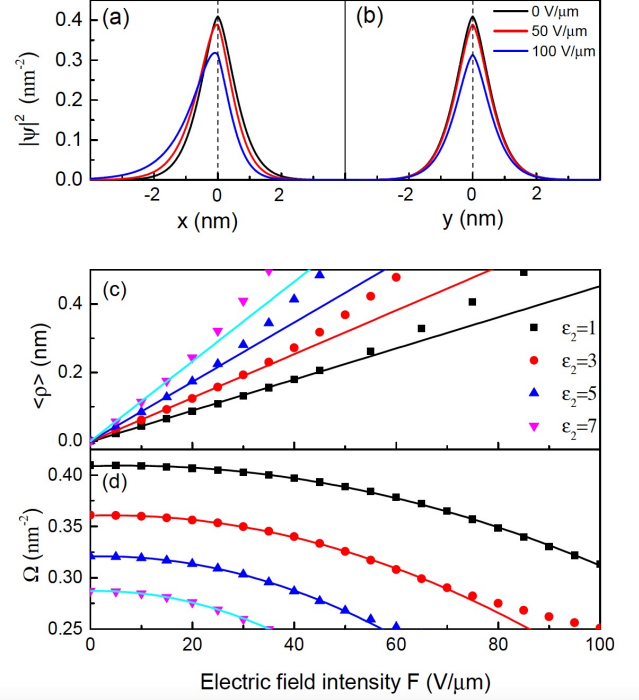 (a)
(b)
0 V/μm
50 V/μm
100 V/μm
|ψ|² (nm⁻²)
0.4
0.3
0.2
0.1
0.0
-2 0 2
-2 0 2
x (nm)
y (nm)
(c)
<ρ> (nm)
0.4
0.2
0.0
ε₂=1
ε₂=3
ε₂=5
ε₂=7
(d)
Ω (nm⁻²)
0.40
0.35
0.30
0.25
0 20 40 60 80 100
Electric field intensity F (V/μm)